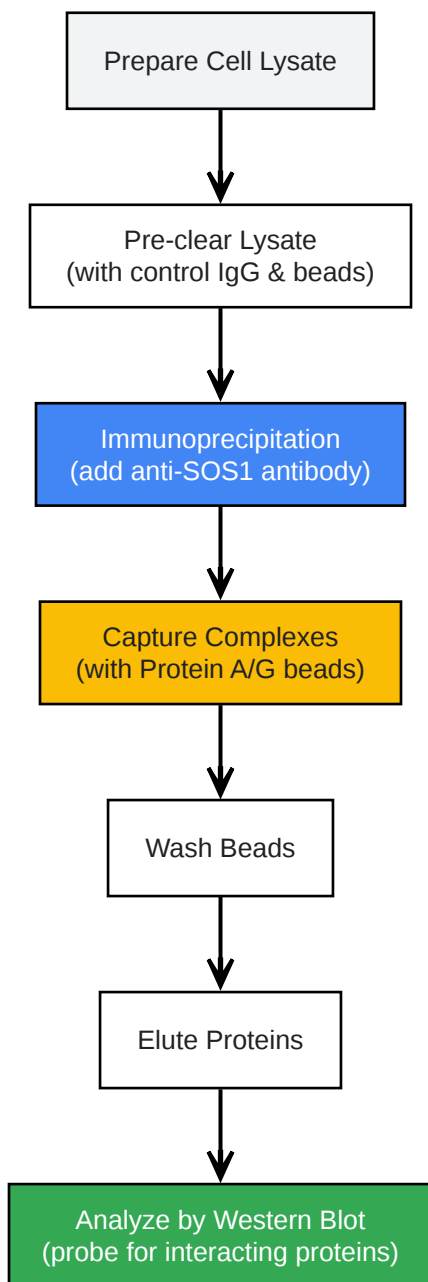 Prepare Cell Lysate
Pre-clear Lysate
(with control IgG & beads)
Immunoprecipitation
(add anti-SOS1 antibody)
Capture Complexes
(with Protein A/G beads)
Wash Beads
Elute Proteins
Analyze by Western Blot
(probe for interacting proteins)